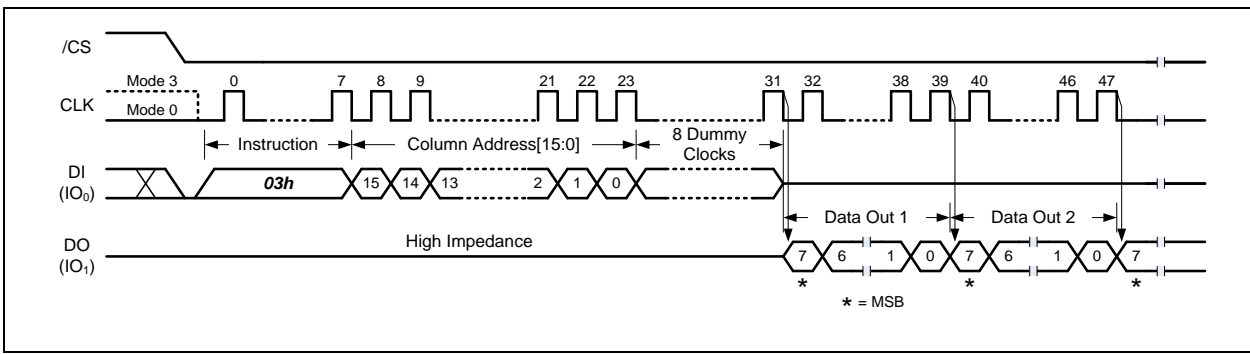 /CS
Mode 3 0 7 8 9 21 22 23 31 32 38 39 40 46 47
CLK
Mode 0
Instruction Column Address[15:0] 8 Dummy Clocks
DI
(IO₀)
03h 15 14 13 2 1 0
Data Out 1 Data Out 2
DO
(IO₁)
High Impedance
7 6 1 0 7 6 1 0 7
* * *
* = MSB